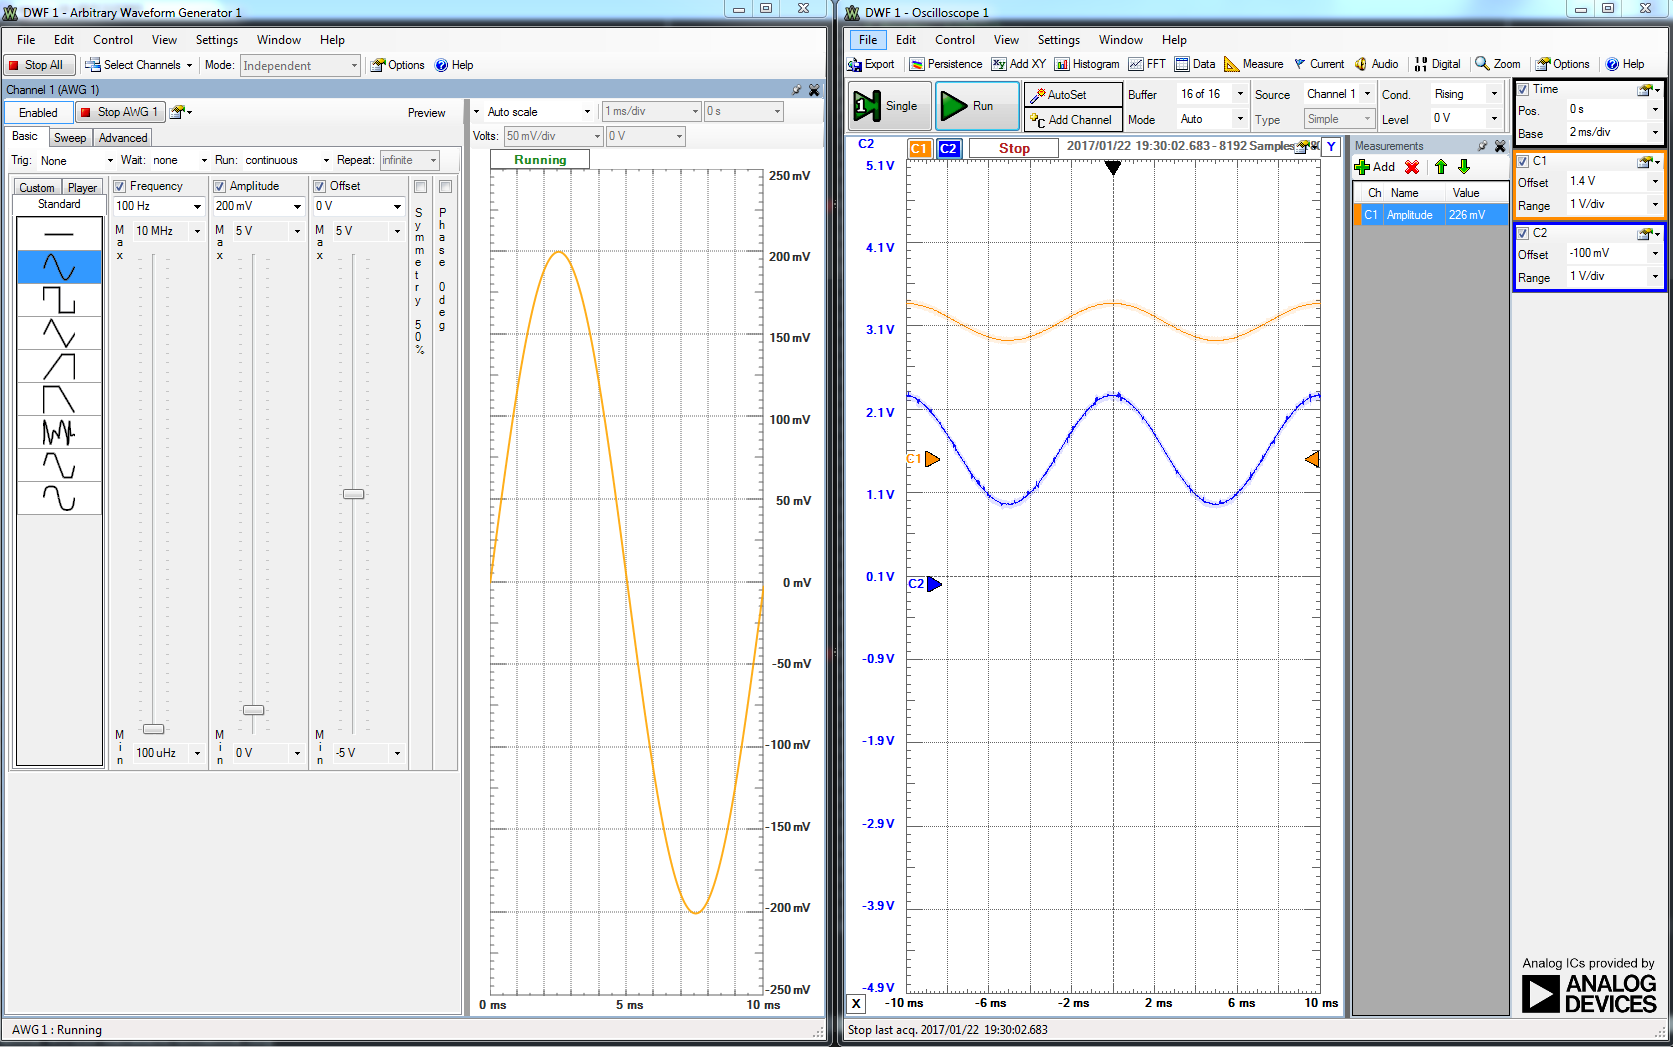 DWF 1 - Arbitrary Waveform Generator 1
File Edit Control View Settings Window Help
Stop All Select Channels Mode: Independent Options Help
Channel 1 (AWG 1)
Enabled Stop AWG 1 Preview
Basic Sweep Advanced
Trig: None Wait: none Run: continuous Repeat: infinite
Custom Player
Standard
Frequency Amplitude Offset
100 Hz 200 mV 0 V
Max 10 MHz Max 5 V Max 5 V
Symmetry 50%
Phase 0deg
Min 100 uHz Min 0 V Min -5 V
Auto scale 1 ms/div 0 s
Volts: 50 mV/div 0 V
Running
250 mV
200 mV
150 mV
100 mV
50 mV
0 mV
-50 mV
-100 mV
-150 mV
-200 mV
-250 mV
0 ms 5 ms 10 ms
AWG 1 : Running
DWF 1 - Oscilloscope 1
File Edit Control View Settings Window Help
Export Persistence Add XY Histogram FFT Data Measure Current Audio Digital Zoom Options Help
Single Run AutoSet Buffer 16 of 16 Source Channel 1 Cond. Rising
Add Channel Mode Auto Type Simple Level 0 V
C2 C1 C2 Stop 2017/01/22 19:30:02.683 - 8192 Samples Y
5.1 V
4.1 V
3.1 V
2.1 V
C1
1.1 V
0.1 V
C2
-0.9 V
-1.9 V
-2.9 V
-3.9 V
-4.9 V
X -10 ms -6 ms -2 ms 2 ms 6 ms 10 ms
Measurements
Add
Ch Name Value
C1 Amplitude 226 mV
Time
Pos. 0 s
Base 2 ms/div
C1
Offset 1.4 V
Range 1 V/div
C2
Offset -100 mV
Range 1 V/div
Analog ICs provided by
ANALOG
DEVICES
Stop last acq. 2017/01/22 19:30:02.683